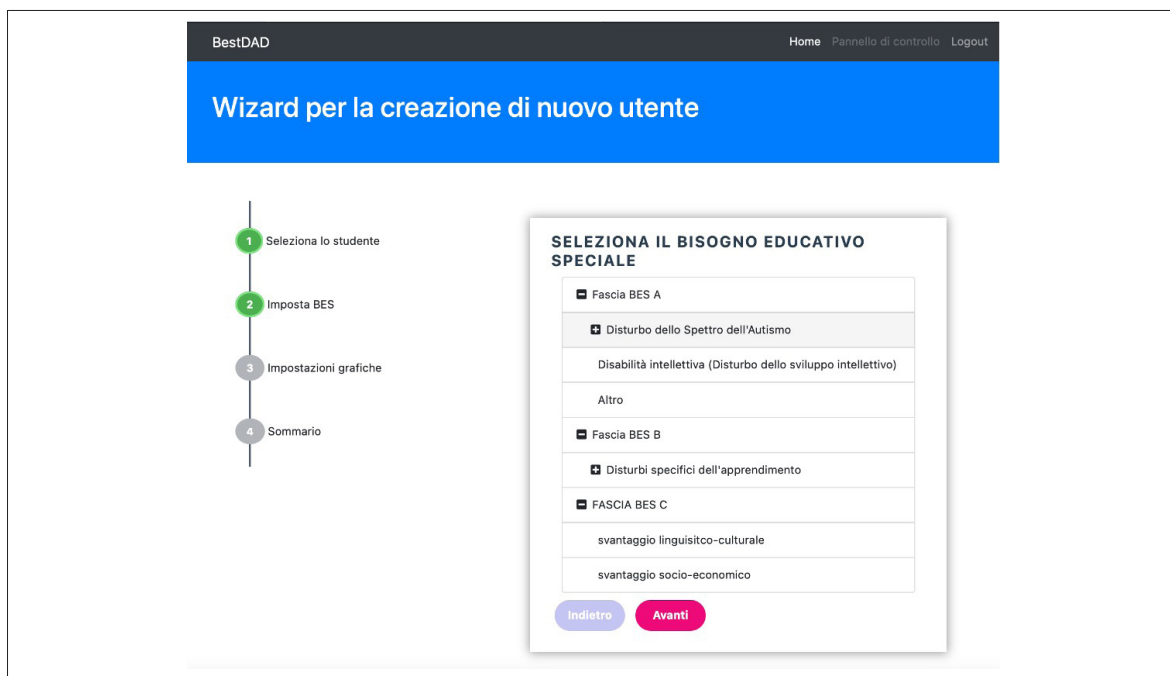 BestDAD
Home Pannello di controllo Logout
Wizard per la creazione di nuovo utente
1 Seleziona lo studente
2 Imposta BES
3 Impostazioni grafiche
4 Sommario
SELEZIONA IL BISOGNO EDUCATIVO
SPECIALE
Fascia BES A
Disturbo dello Spettro dell'Autismo
Disabilità intellettiva (Disturbo dello sviluppo intellettivo)
Altro
Fascia BES B
Disturbi specifici dell'apprendimento
FASCIA BES C
svantaggio linguisitco-culturale
svantaggio socio-economico
Indietro Avanti